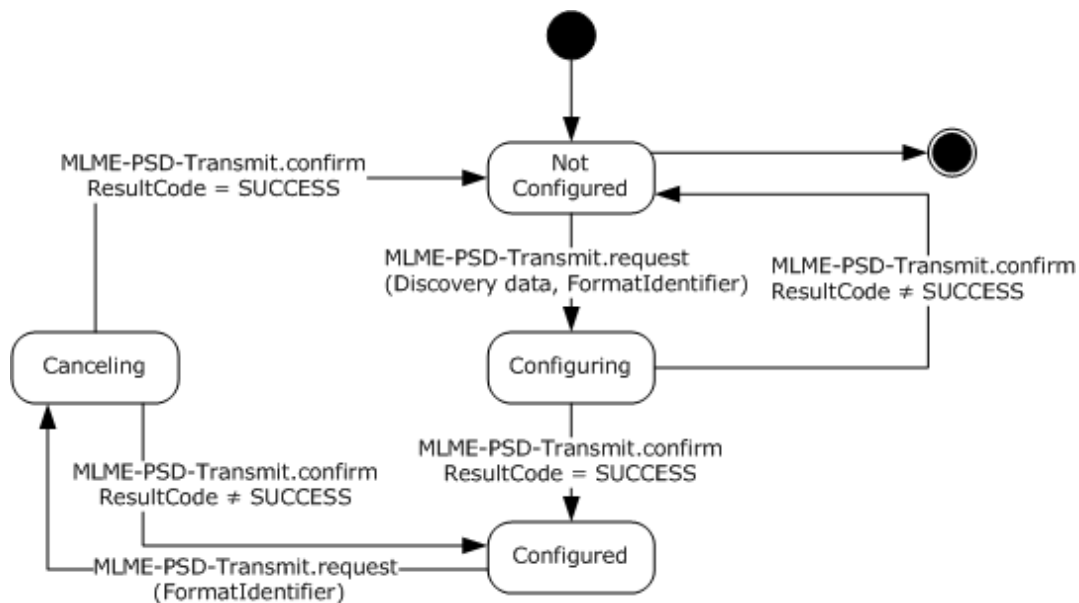 MLME-PSD-Transmit.confirm
ResultCode = SUCCESS
Not
Configured
MLME-PSD-Transmit.request
(Discovery data, FormatIdentifier)
MLME-PSD-Transmit.confirm
ResultCode ≠ SUCCESS
Canceling
Configuring
MLME-PSD-Transmit.confirm
ResultCode = SUCCESS
MLME-PSD-Transmit.confirm
ResultCode ≠ SUCCESS
Configured
MLME-PSD-Transmit.request
(FormatIdentifier)